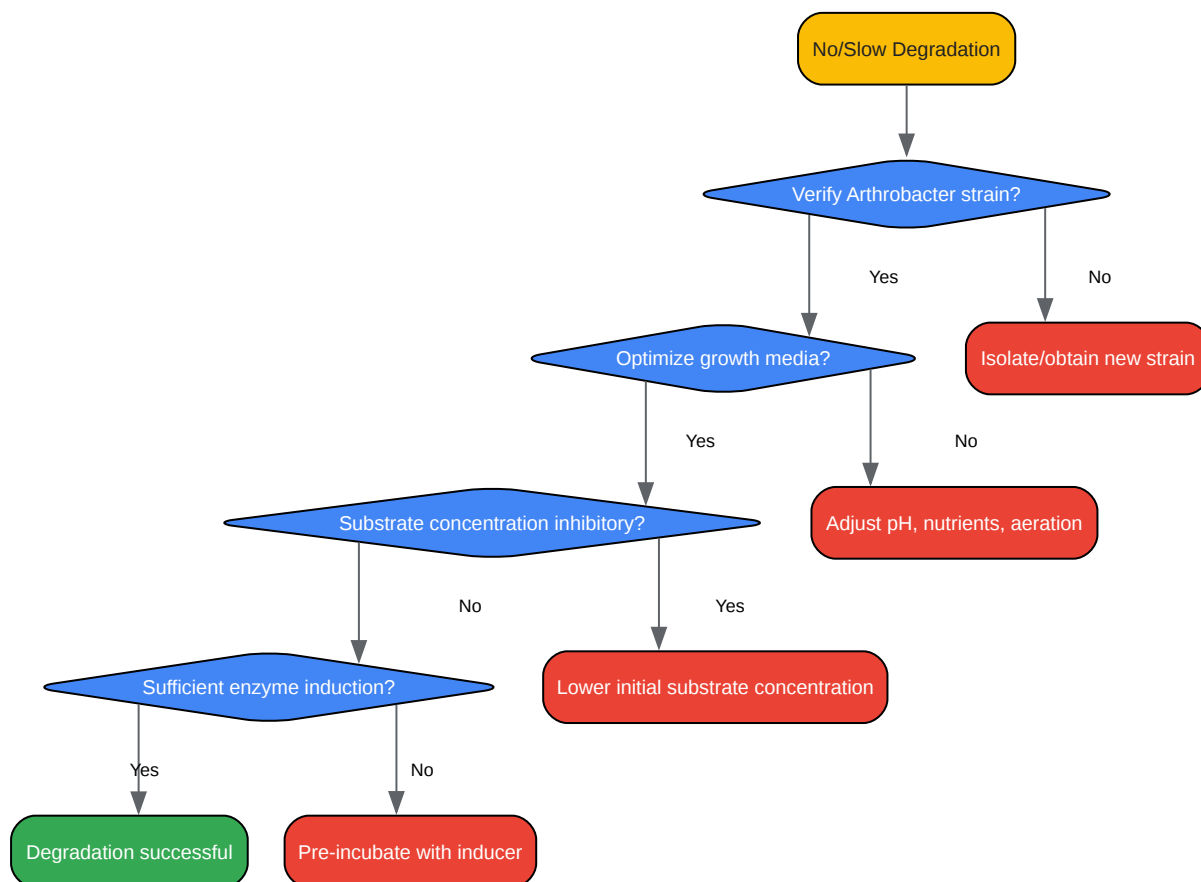 No/Slow Degradation
Verify Arthrobacter strain?
Yes
No
Optimize growth media?
Isolate/obtain new strain
Yes
No
Substrate concentration inhibitory?
Adjust pH, nutrients, aeration
No
Yes
Sufficient enzyme induction?
Lower initial substrate concentration
Yes
No
Degradation successful
Pre-incubate with inducer